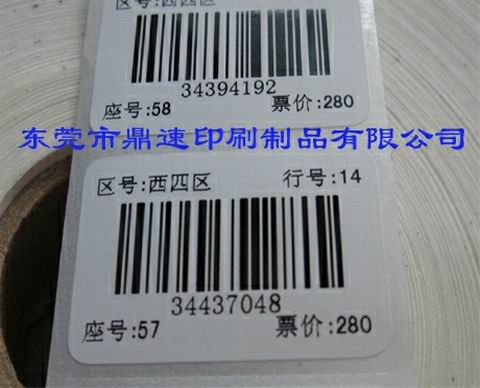 区号:西四区
34394192
座号:58 票价:280
东莞市鼎速印刷制品有限公司
区号:西四区 行号:14
34437048
座号:57 票价:280